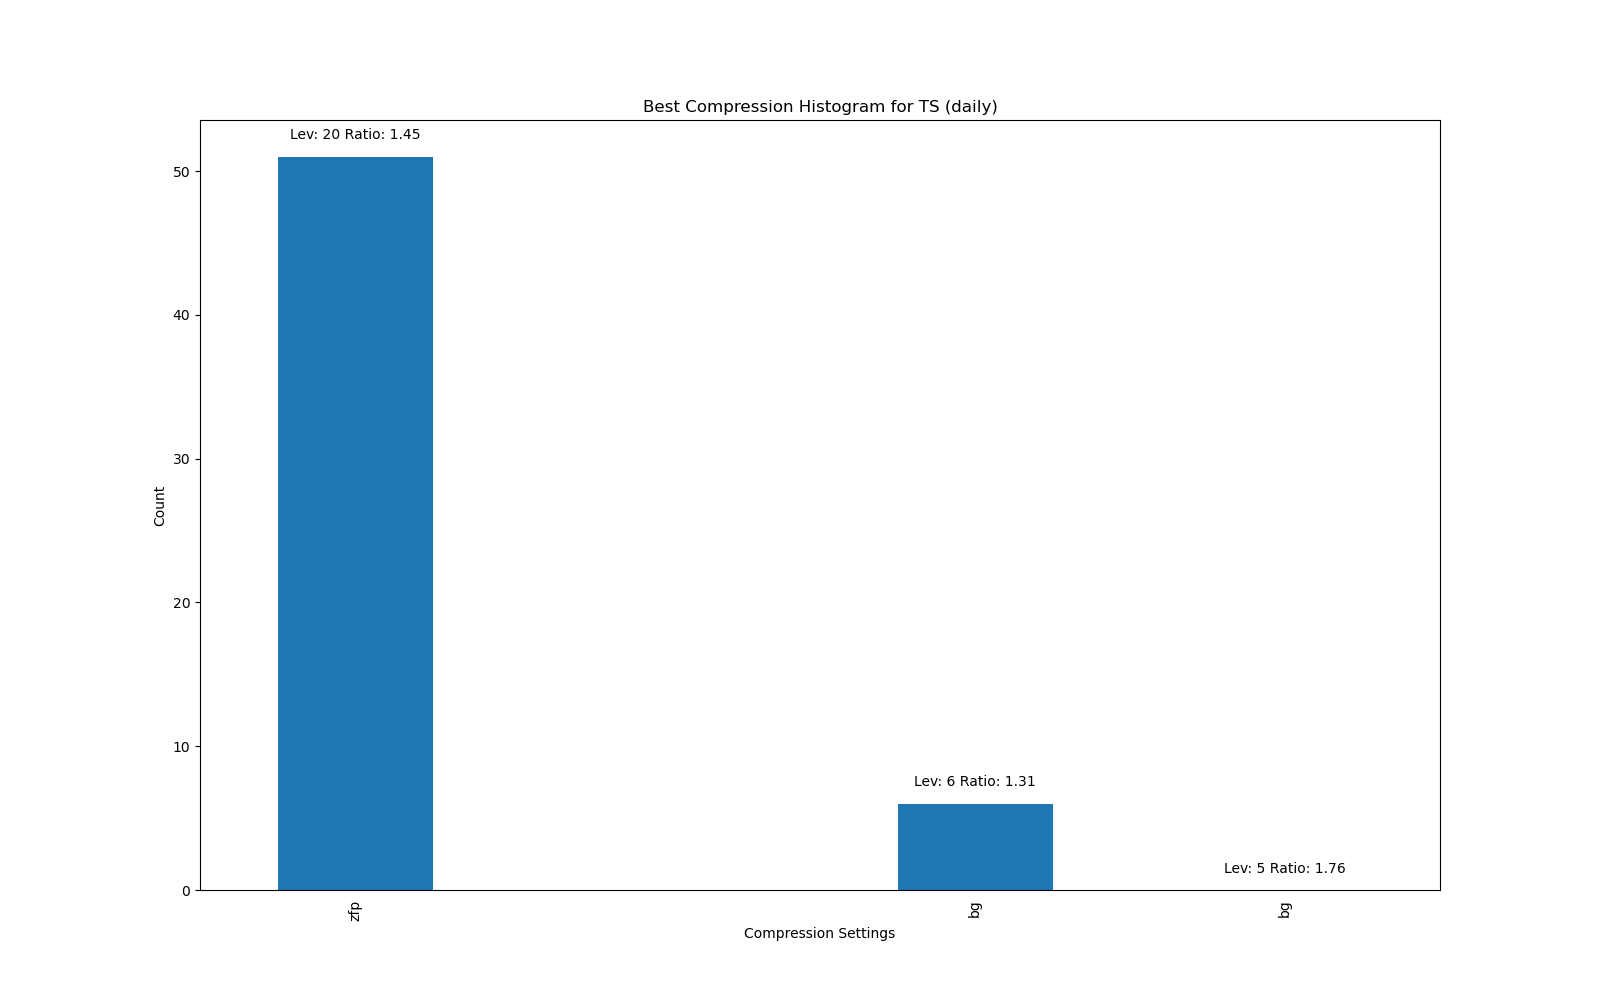 Best Compression Histogram for TS (daily)
Lev: 20 Ratio: 1.45
Lev: 6 Ratio: 1.31
Lev: 5 Ratio: 1.76
50
40
30
20
10
0
Count
zfp
bg
bg
Compression Settings